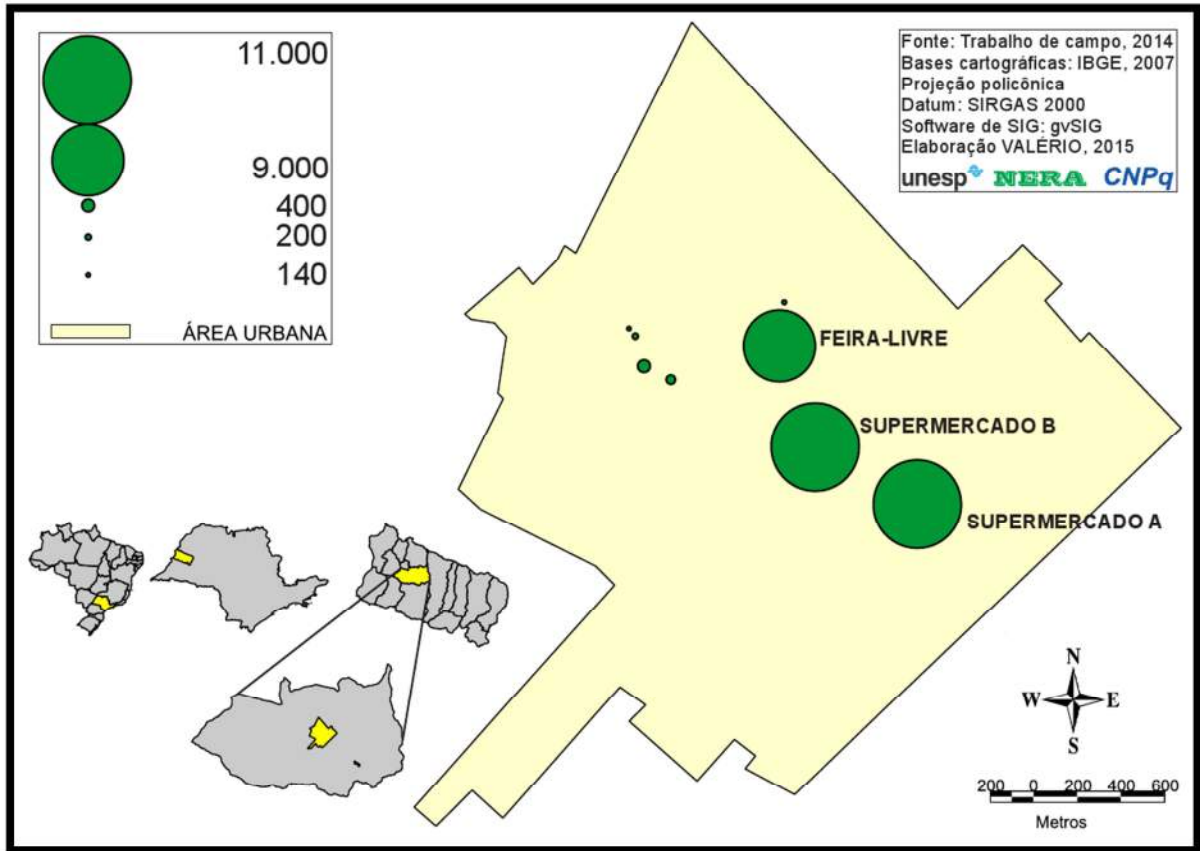 11.000
9.000
400
200
140
ÁREA URBANA
Fonte: Trabalho de campo, 2014
Bases cartográficas: IBGE, 2007
Projeção policônica
Datum: SIRGAS 2000
Software de SIG: gvSIG
Elaboração VALÉRIO, 2015
unesp NERA CNPq
FEIRA-LIVRE
SUPERMERCADO B
SUPERMERCADO A
N
W E
S
200 0 200 400 600
Metros